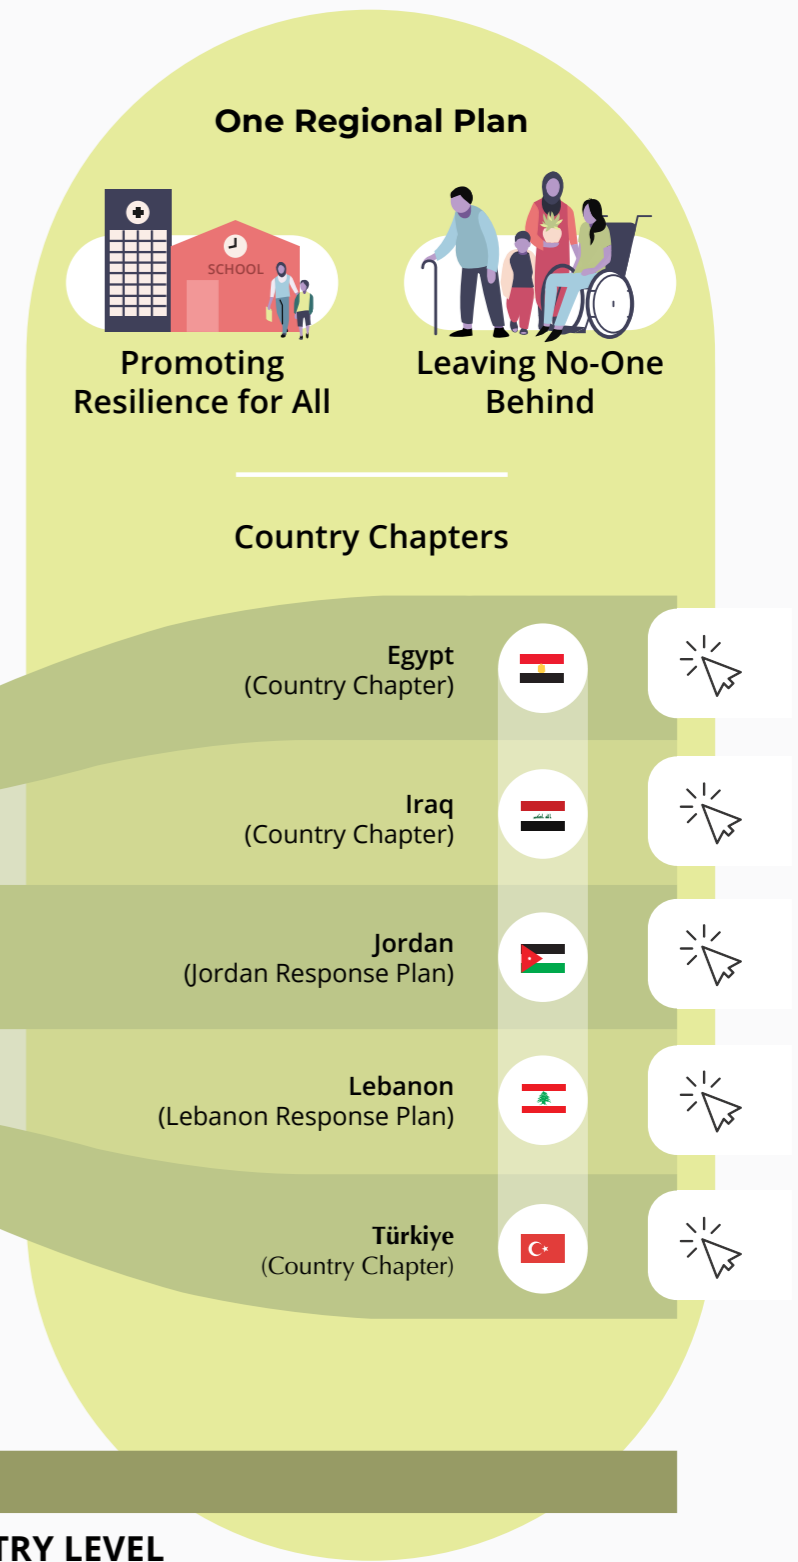 One Regional Plan
SCHOOL
Promoting
Resilience for All
Leaving No-One
Behind
Country Chapters
Egypt
(Country Chapter)
Iraq
(Country Chapter)
Jordan
(Jordan Response Plan)
Lebanon
(Lebanon Response Plan)
Türkiye
(Country Chapter)
TRY LEVEL